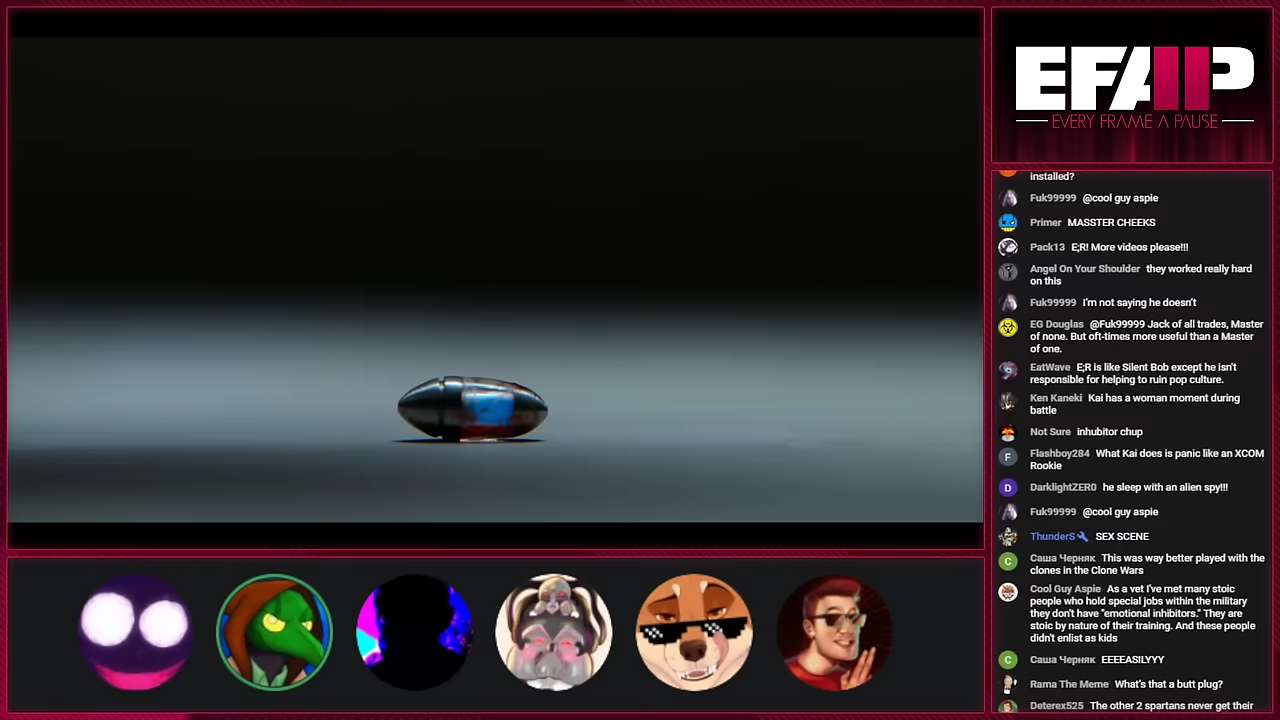 EFAP
EVERY FRAME A PAUSE
installed?
Fuk99999 @cool guy aspie
Primer MASSTER CHEEKS
Pack13 E;R! More videos please!!!
Angel On Your Shoulder they worked really hard
on this
Fuk99999 I'm not saying he doesn't
EG Douglas @Fuk99999 Jack of all trades, Master
of none. But oft-times more useful than a Master
of one.
EatWave E;R is like Silent Bob except he isn't
responsible for helping to ruin pop culture.
Ken Kaneki Kai has a woman moment during
battle
Not Sure inhubitor chup
F Flashboy284 What Kai does is panic like an XCOM
Rookie
D DarklightZER0 he sleep with an alien spy!!!
Fuk99999 @cool guy aspie
ThunderS SEX SCENE
C Саша Черняк This was way better played with the
clones in the Clone Wars
Cool Guy Aspie As a vet I've met many stoic
people who hold special jobs within the military
they don't have "emotional inhibitors." They are
stoic by nature of their training. And these people
didn't enlist as kids
C Саша Черняк EEEEASILYYY
Rama The Meme What's that a butt plug?
Deterex525 The other 2 spartans never get their